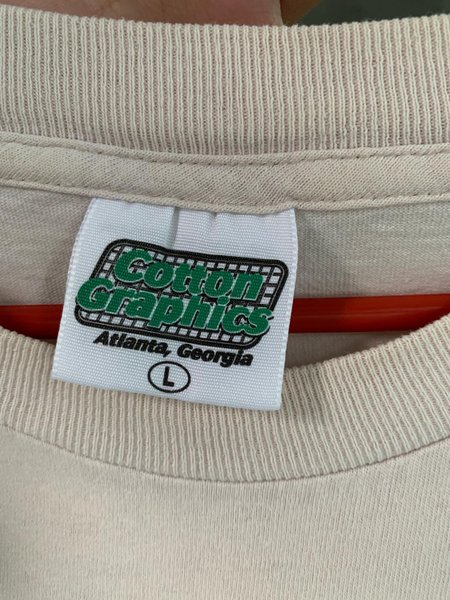 Cotton
Graphics
Atlanta, Georgia
L